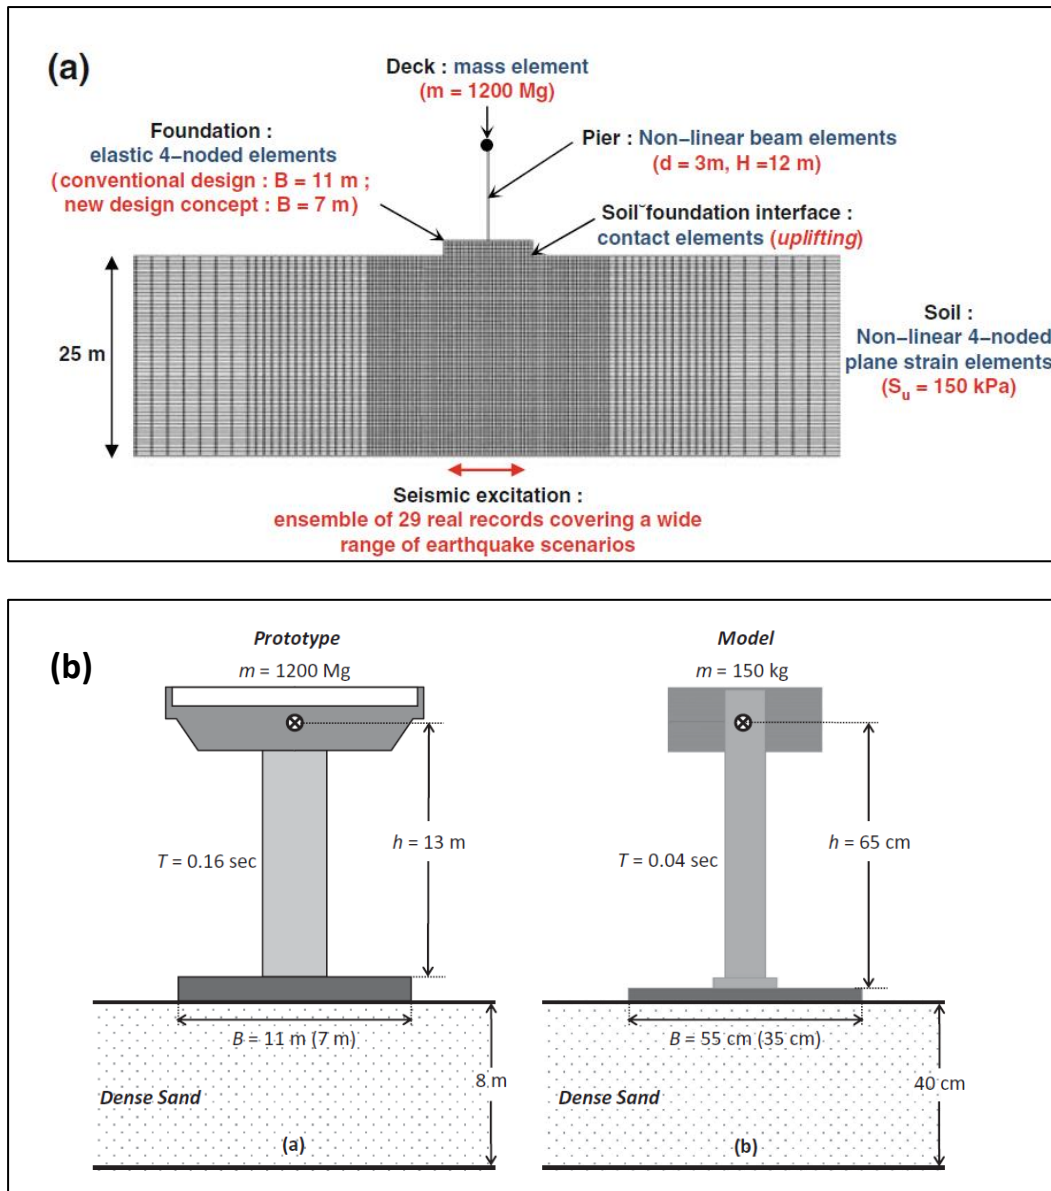 (a)
Deck : mass element
(m = 1200 Mg)
Foundation :
elastic 4–noded elements
(conventional design : B = 11 m ;
new design concept : B = 7 m)
Pier : Non–linear beam elements
(d = 3m, H =12 m)
Soil˘foundation interface :
contact elements (uplifting)
25 m
Soil :
Non–linear 4–noded
plane strain elements
(Su = 150 kPa)
Seismic excitation :
ensemble of 29 real records covering a wide
range of earthquake scenarios
(b)
Prototype
m = 1200 Mg
T = 0.16 sec
h = 13 m
B = 11 m (7 m)
8 m
Dense Sand
(a)
Model
m = 150 kg
T = 0.04 sec
h = 65 cm
B = 55 cm (35 cm)
40 cm
Dense Sand
(b)